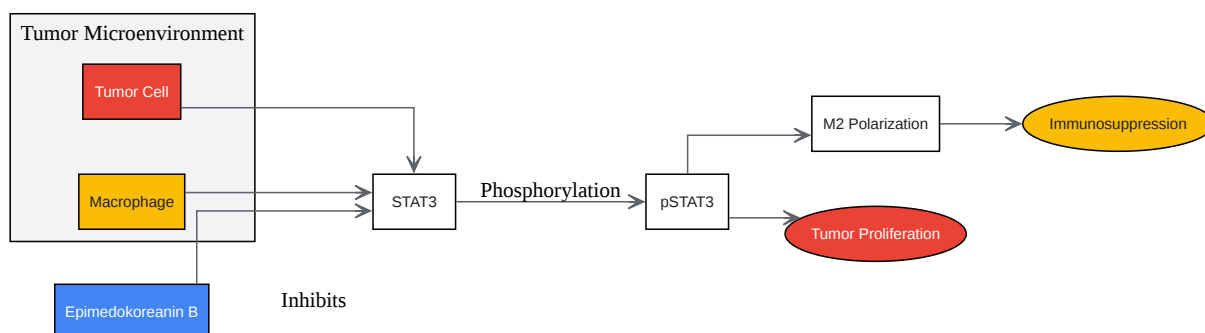 Tumor Microenvironment
Tumor Cell
M2 Polarization
Immunosuppression
Macrophage
STAT3
Phosphorylation
pSTAT3
Tumor Proliferation
Epimedokoreanin B
Inhibits